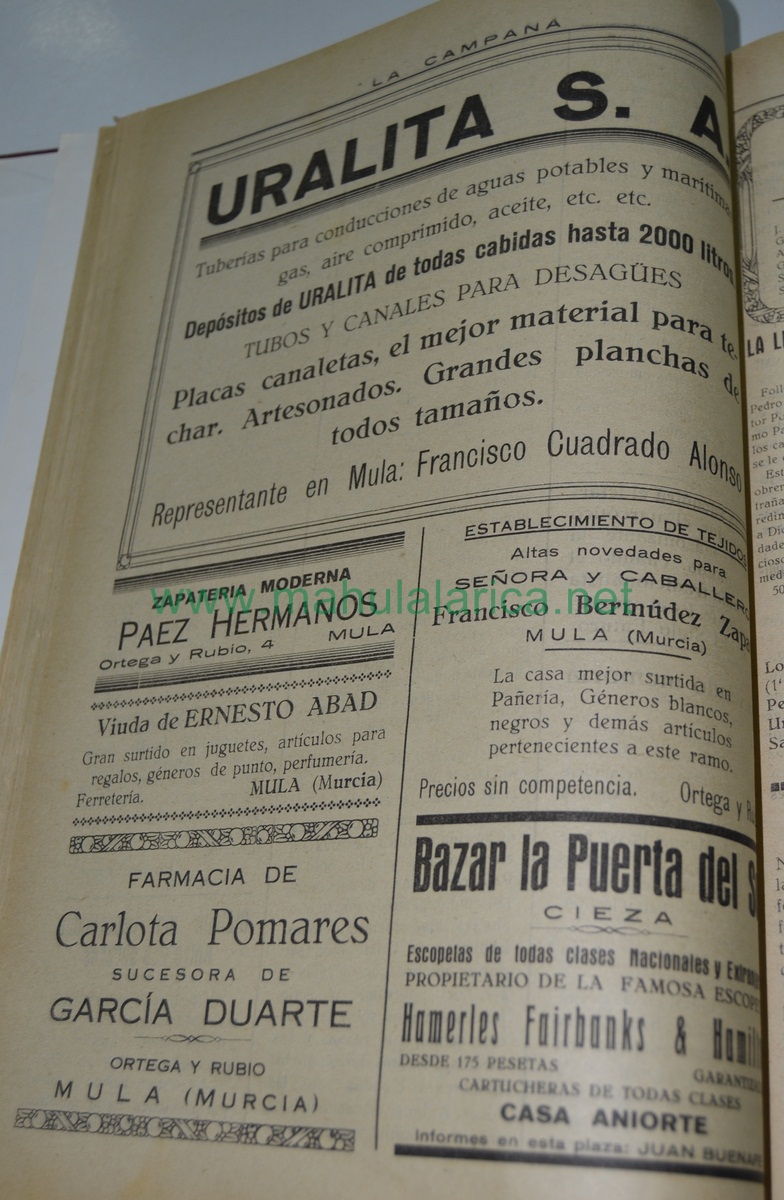 LA CAMPANA
URALITA S. A.
Tuberías para conducciones de aguas potables y marítima
gas, aire comprimido, aceite, etc. etc.
Depósitos de URALITA de todas cabidas hasta 2000 litros
TUBOS Y CANALES PARA DESAGÜES
Placas canaletas, el mejor material para te-
char. Artesonados. Grandes planchas de
todos tamaños.
Representante en Mula: Francisco Cuadrado Alonso
ZAPATERIA MODERNA
PAEZ HERMANOS
Ortega y Rubio, 4 MULA
Viuda de ERNESTO ABAD
Gran surtido en juguetes, artículos para
regalos, géneros de punto, perfumería.
Ferretería. MULA (Murcia)
FARMACIA DE
Carlota Pomares
SUCESORA DE
GARCÍA DUARTE
ORTEGA Y RUBIO
MULA (MURCIA)
ESTABLECIMIENTO DE TEJIDOS
Altas novedades para
SEÑORA y CABALLERO
Francisco Bermúdez Zapa
MULA (Murcia)
La casa mejor surtida en
Pañería, Géneros blancos,
negros y demás artículos
pertenecientes a este ramo.
Precios sin competencia. Ortega y
Bazar la Puerta del S
CIEZA
Escopetas de todas clases Nacionales y
PROPIETARIO DE LA FAMOSA
Hamerles Fairbanks &
DESDE 175 PESETAS
CARTUCHERAS DE TODAS CLASES
CASA ANIORTE
Informes en esta plaza: JUAN
www.mahulalarica.net